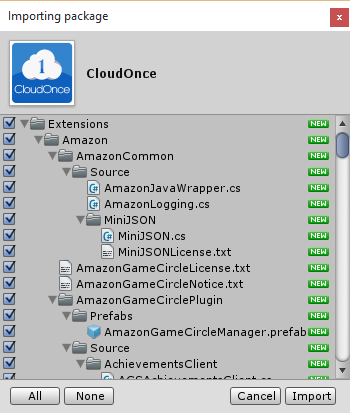 Importing package
x
1
CloudOnce
CloudOnce
Extensions NEW
Amazon NEW
AmazonCommon NEW
Source NEW
AmazonJavaWrapper.cs NEW
AmazonLogging.cs NEW
MiniJSON NEW
MiniJSON.cs NEW
MiniJSONLicense.txt NEW
AmazonGameCircleLicense.txt NEW
AmazonGameCircleNotice.txt NEW
AmazonGameCirclePlugin NEW
Prefabs NEW
AmazonGameCircleManager.prefab NEW
Source NEW
AchievementsClient NEW
AGSAchievementsClient.cs
All None Cancel Import